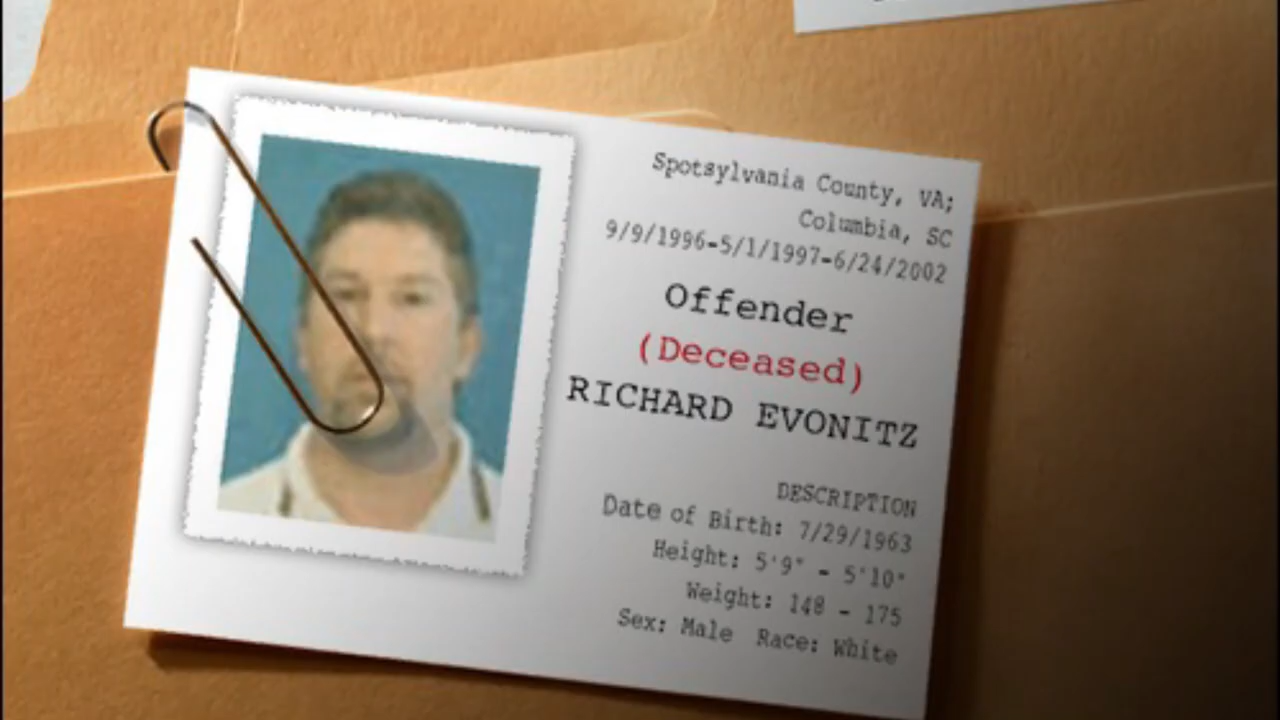 Spotsylvania County, VA;
Columbia, SC
9/9/1996-5/1/1997-6/24/2002
Offender
(Deceased)
RICHARD EVONITZ
DESCRIPTION
Date of Birth: 7/29/1963
Height: 5'9" - 5'10"
Weight: 148 - 175
Sex: Male Race: White